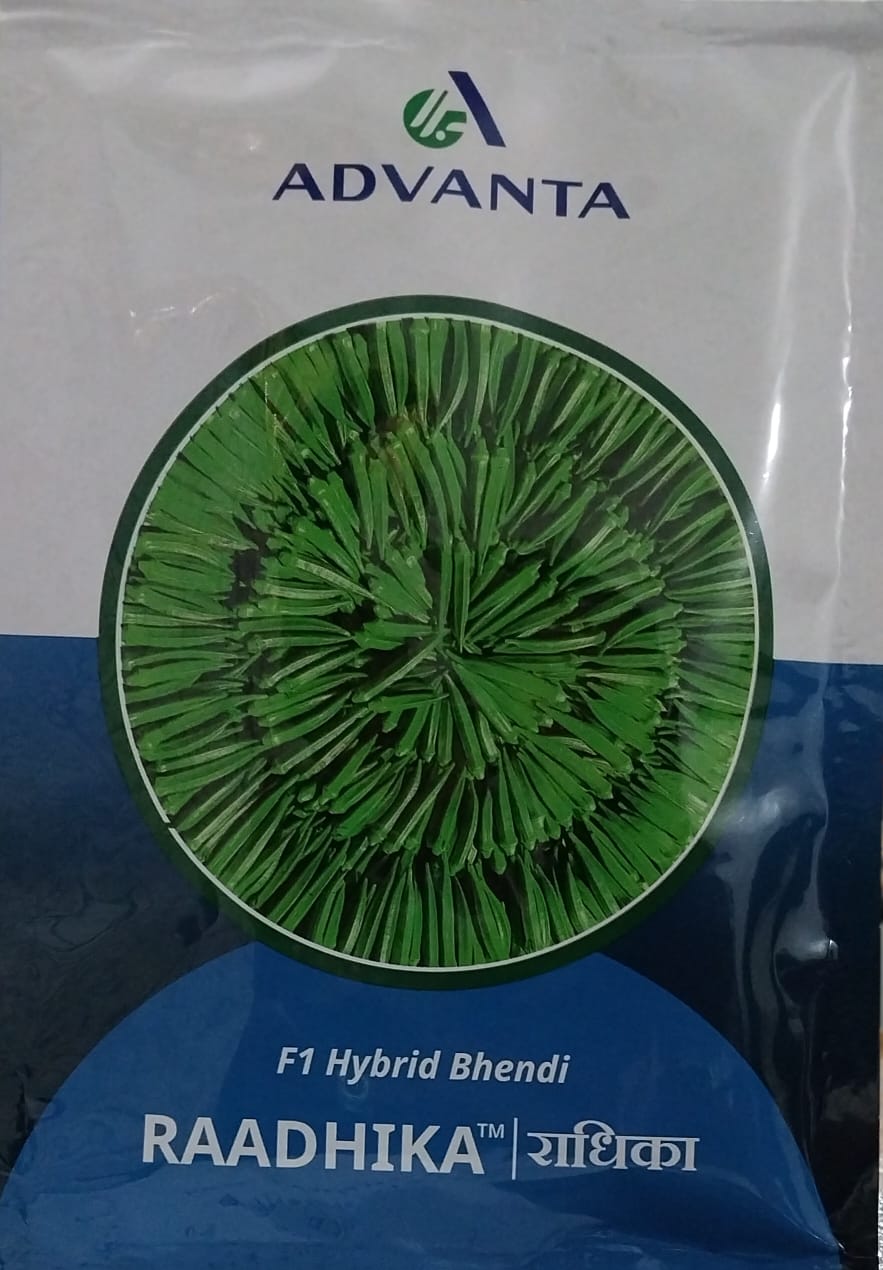 ADVANTA
F1 Hybrid Bhendi
RAADHIKA™ | राधिका